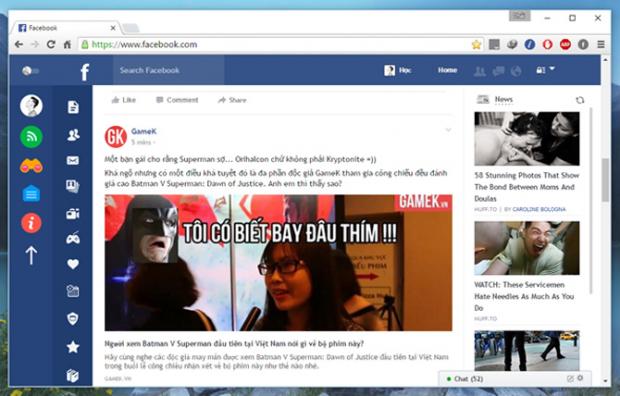 Facebook
https://www.facebook.com
ABP
f
Search Facebook
Học
Home
1
Like
Comment
Share
GK
GameK
5 mins
Một bạn gái cho rằng Superman sợ... Orihalcon chứ không phải Kryptonite =))
Khá ngộ nhưng có một điều khá tuyệt đó là đa phần độc giả GameK tham gia công chiếu đều đánh
giá cao Batman V Superman: Dawn of Justice. Anh em thì thấy sao?
GAMEK.VN
TÔI CÓ BIẾT BAY ĐÂU THÍM !!!
Người xem Batman V Superman đầu tiên tại Việt Nam nói gì về bộ phim này?
Hãy cùng nghe các độc giả may mắn được xem Batman V Superman: Dawn of Justice đầu tiên tại Việt Nam
trong buổi lễ công chiếu nhận xét về bộ phim này như thế nào nhé.
GAMEK.VN
News
58 Stunning Photos That Show
The Bond Between Moms And
Doulas
HUFF.TO | BY CAROLINE BOLOGNA
WATCH: These Servicemen
Hate Needles As Much As You
Do
HUFF.TO
Chat (52)